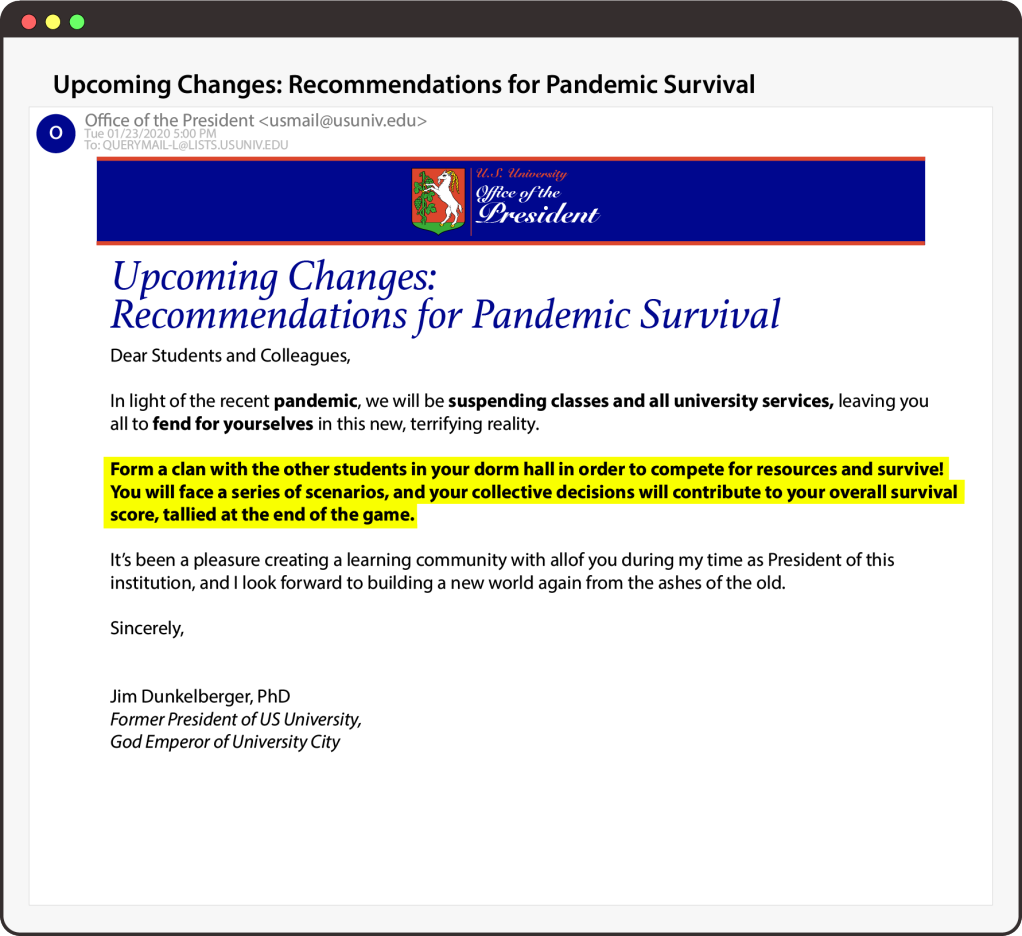 Upcoming Changes: Recommendations for Pandemic Survival
O
Office of the President <usmail@usuniv.edu>
Tue 01/23/2020 5:00 PM
To: QUERYMAIL-L@LISTS.USUNIV.EDU
U.S. University
Office of the
President
Upcoming Changes:
Recommendations for Pandemic Survival
Dear Students and Colleagues,
In light of the recent pandemic, we will be suspending classes and all university services, leaving you
all to fend for yourselves in this new, terrifying reality.
Form a clan with the other students in your dorm hall in order to compete for resources and survive!
You will face a series of scenarios, and your collective decisions will contribute to your overall survival
score, tallied at the end of the game.
It’s been a pleasure creating a learning community with allof you during my time as President of this
institution, and I look forward to building a new world again from the ashes of the old.
Sincerely,
Jim Dunkelberger, PhD
Former President of US University,
God Emperor of University City